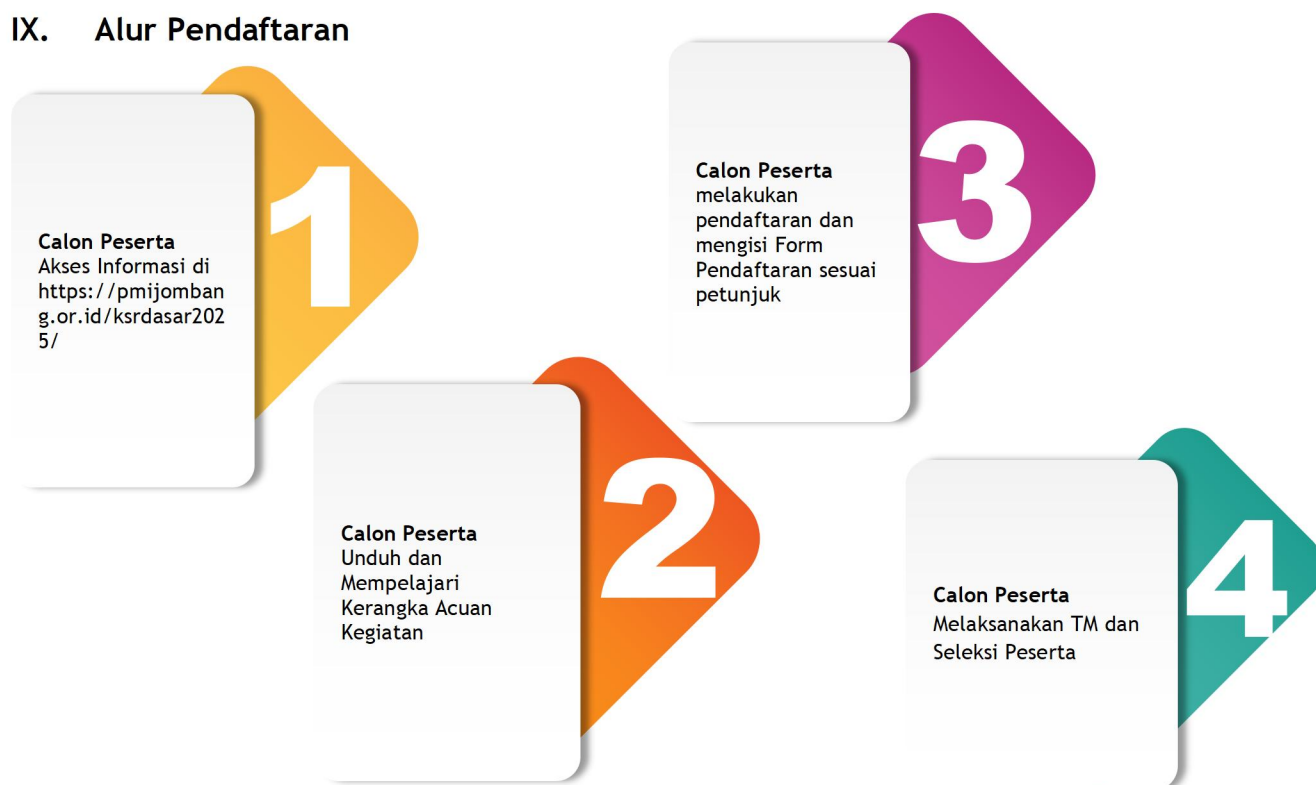 IX. Alur Pendaftaran
1
Calon Peserta
Akses Informasi di
https://pmijomban
g.or.id/ksrdasar202
5/
2
Calon Peserta
Unduh dan
Mempelajari
Kerangka Acuan
Kegiatan
3
Calon Peserta
melakukan
pendaftaran dan
mengisi Form
Pendaftaran sesuai
petunjuk
4
Calon Peserta
Melaksanakan TM dan
Seleksi Peserta